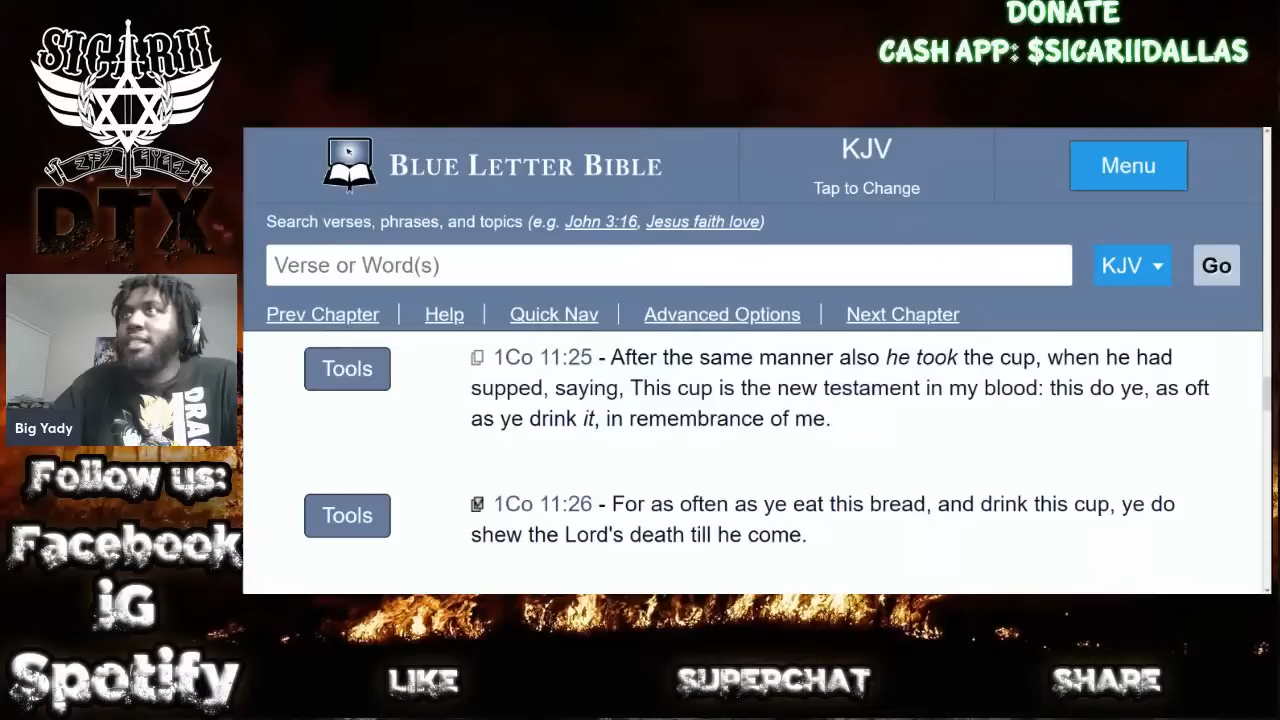 SICARII
DTX
DONATE
CASH APP: $SICARIIDALLAS
BLUE LETTER BIBLE
KJV
Tap to Change
Menu
Search verses, phrases, and topics (e.g. John 3:16, Jesus faith love)
Verse or Word(s)
KJV
Go
Prev Chapter
Help
Quick Nav
Advanced Options
Next Chapter
Tools
1Co 11:25 - After the same manner also he took the cup, when he had
supped, saying, This cup is the new testament in my blood: this do ye, as oft
as ye drink it, in remembrance of me.
Tools
1Co 11:26 - For as often as ye eat this bread, and drink this cup, ye do
shew the Lord's death till he come.
Big Yady
Follow us:
Facebook
iG
Spotify
LIKE
SUPERCHAT
SHARE